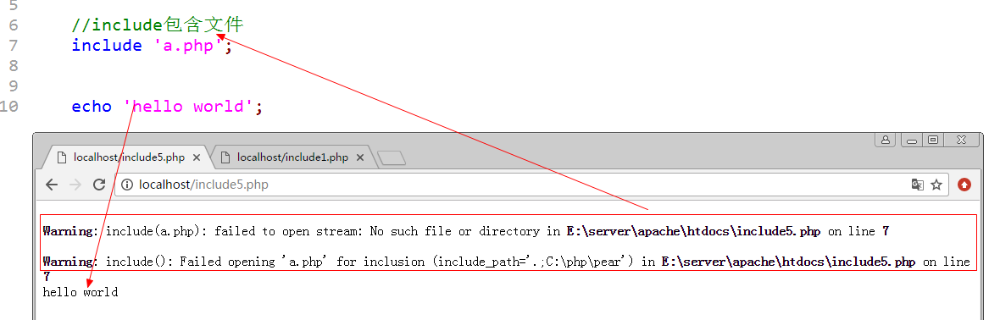 5
6 //include包含文件
7 include 'a.php';
8
9
10 echo 'hello world';
localhost/include5.php localhost/include1.php
localhost/include5.php
Warning: include(a.php): failed to open stream: No such file or directory in E:\server\apache\htdocs\include5.php on line 7
Warning: include(): Failed opening 'a.php' for inclusion (include_path='.;C:\php\pear') in E:\server\apache\htdocs\include5.php on line
7
hello world